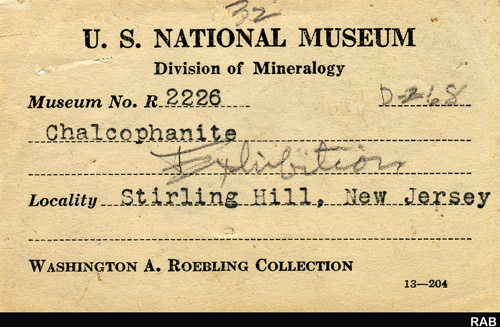 32
U. S. NATIONAL MUSEUM
Division of Mineralogy
Museum No. R 2226 D-268
Chalcophanite
Exhibition
Locality Stirling Hill, New Jersey
WASHINGTON A. ROEBLING COLLECTION
13—204
RAB